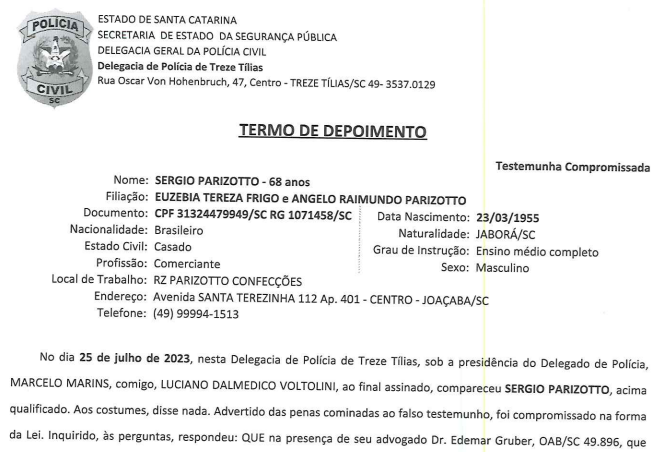 POLÍCIA
CIVIL
SC
ESTADO DE SANTA CATARINA
SECRETARIA DE ESTADO DA SEGURANÇA PÚBLICA
DELEGACIA GERAL DA POLÍCIA CIVIL
Delegacia de Polícia de Treze Tílias
Rua Oscar Von Hohenbruch, 47, Centro - TREZE TÍLIAS/SC 49- 3537.0129
TERMO DE DEPOIMENTO
Testemunha Compromissada
Nome: SERGIO PARIZOTTO - 68 anos
Filiação: EUZEBIA TEREZA FRIGO e ANGELO RAIMUNDO PARIZOTTO
Documento: CPF 31324479949/SC RG 1071458/SC Data Nascimento: 23/03/1955
Nacionalidade: Brasileiro Naturalidade: JABORÁ/SC
Estado Civil: Casado Grau de Instrução: Ensino médio completo
Profissão: Comerciante Sexo: Masculino
Local de Trabalho: RZ PARIZOTTO CONFECÇÕES
Endereço: Avenida SANTA TEREZINHA 112 Ap. 401 - CENTRO - JOAÇABA/SC
Telefone: (49) 99994-1513
No dia 25 de julho de 2023, nesta Delegacia de Polícia de Treze Tílias, sob a presidência do Delegado de Polícia,
MARCELO MARINS, comigo, LUCIANO DALMEDICO VOLTOLINI, ao final assinado, compareceu SERGIO PARIZOTTO, acima
qualificado. Aos costumes, disse nada. Advertido das penas cominadas ao falso testemunho, foi compromissado na forma
da Lei. Inquirido, às perguntas, respondeu: QUE na presença de seu advogado Dr. Edemar Gruber, OAB/SC 49.896, que